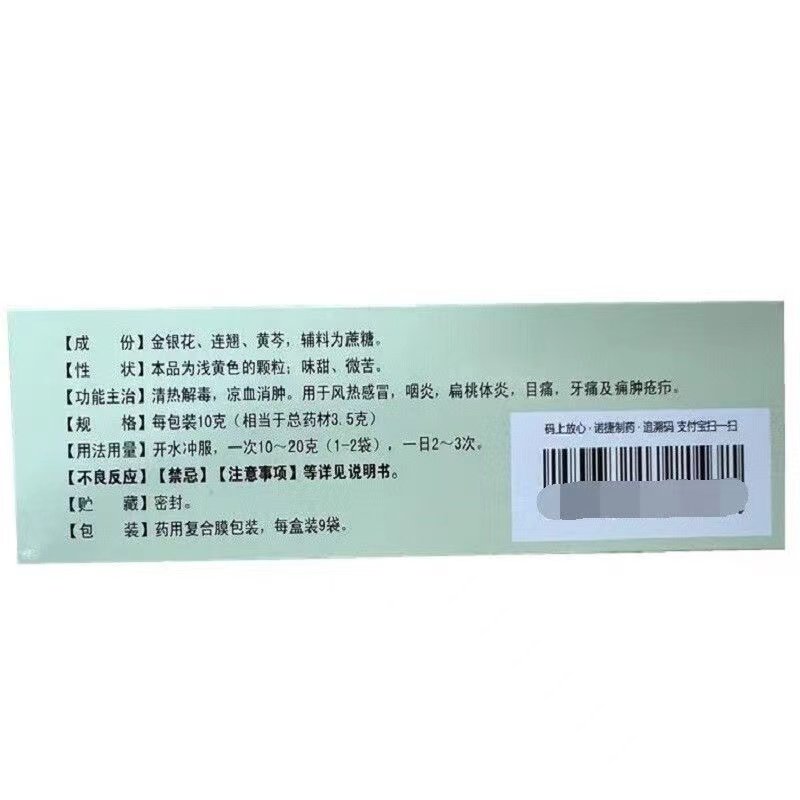 【成　份】金银花、连翘、黄芩，辅料为蔗糖。
【性　状】本品为浅黄色的颗粒；味甜、微苦。
【功能主治】清热解毒，凉血消肿。用于风热感冒，咽炎，扁桃体炎，目痛，牙痛及痈肿疮疖。
【规　格】每包装10克（相当于总药材3.5克）
【用法用量】开水冲服，一次10～20克（1-2袋），一日2～3次。
【不良反应】【禁忌】【注意事项】等详见说明书。
【贮　藏】密封。
【包　装】药用复合膜包装，每盒装9袋。
码上放心·诺捷制药·追溯码 支付宝扫一扫